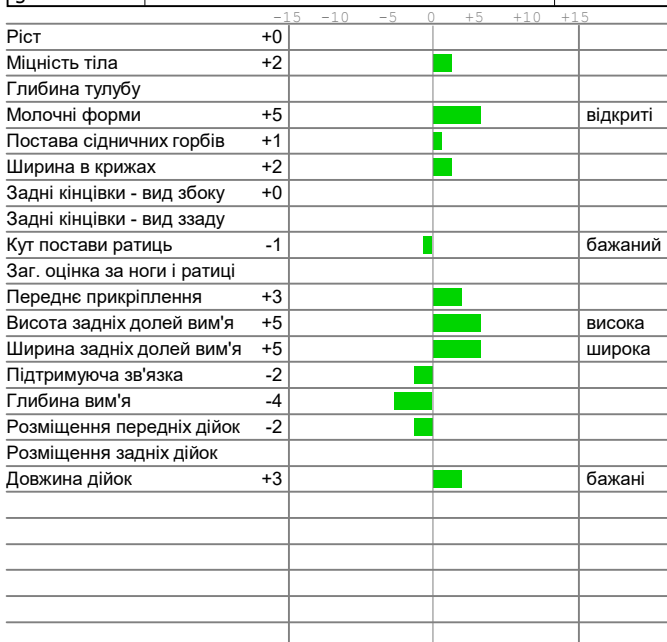 -15 -10 -5 0 +5 +10 +15
Ріст +0
Міцність тіла +2
Глибина тулубу
Молочні форми +5 відкриті
Постава сідничних горбів +1
Ширина в крижах +2
Задні кінцівки - вид збоку +0
Задні кінцівки - вид ззаду
Кут постави ратиць -1 бажаний
Заг. оцінка за ноги і ратиці
Переднє прикріплення +3
Висота задніх долей вим'я +5 висока
Ширина задніх долей вим'я +5 широка
Підтримуюча зв'язка -2
Глибина вим'я -4
Розміщення передніх дійок -2
Розміщення задніх дійок
Довжина дійок +3 бажані